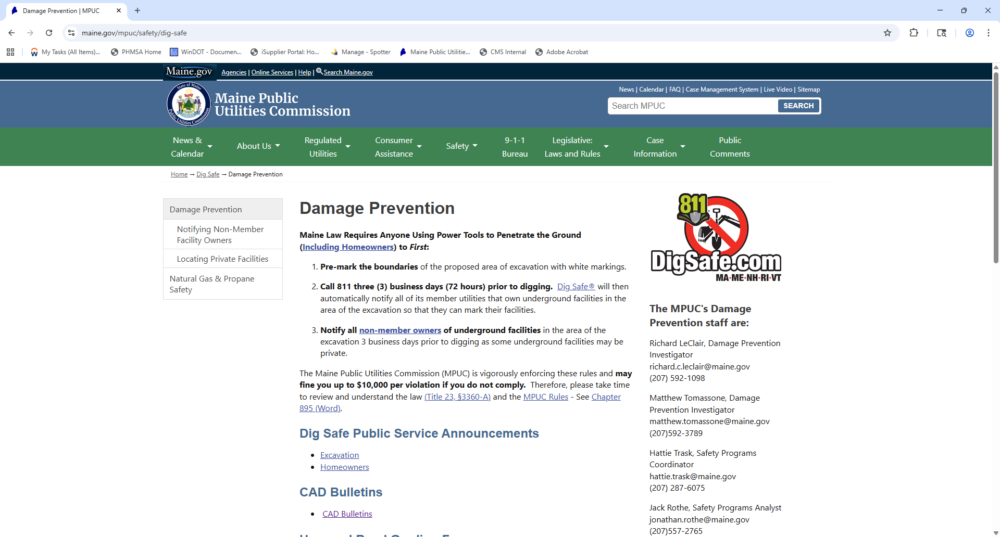 Damage Prevention | MPUC
maine.gov/mpuc/safety/dig-safe
My Tasks (All Items)...
PHMSA Home
WinDOT - Documen...
iSupplier Portal: Ho...
Manage - Spotter
Maine Public Utilitie...
CMS Internal
Adobe Acrobat
Maine.gov
Agencies | Online Services | Help | Search Maine.gov
State of Maine
Public Utilities Commission
Maine Public
Utilities Commission
News | Calendar | FAQ | Case Management System | Live Video | Sitemap
Search MPUC
SEARCH
News &
Calendar
About Us
Regulated
Utilities
Consumer
Assistance
Safety
9-1-1
Bureau
Legislative:
Laws and Rules
Case
Information
Public
Comments
Home → Dig Safe → Damage Prevention
Damage Prevention
Notifying Non-Member
Facility Owners
Locating Private Facilities
Natural Gas & Propane
Safety
Damage Prevention
Maine Law Requires Anyone Using Power Tools to Penetrate the Ground
(Including Homeowners) to First:
1. Pre-mark the boundaries of the proposed area of excavation with white markings.
2. Call 811 three (3) business days (72 hours) prior to digging. Dig Safe® will then
automatically notify all of its member utilities that own underground facilities in the
area of the excavation so that they can mark their facilities.
3. Notify all non-member owners of underground facilities in the area of the
excavation 3 business days prior to digging as some underground facilities may be
private.
The Maine Public Utilities Commission (MPUC) is vigorously enforcing these rules and may
fine you up to $10,000 per violation if you do not comply. Therefore, please take time
to review and understand the law (Title 23, §3360-A) and the MPUC Rules - See Chapter
895 (Word).
Dig Safe Public Service Announcements
• Excavation
• Homeowners
CAD Bulletins
• CAD Bulletins
811
DigSafe.com
MA·ME·NH·RI·VT
The MPUC's Damage
Prevention staff are:
Richard LeClair, Damage Prevention
Investigator
richard.c.leclair@maine.gov
(207) 592-1098
Matthew Tomassone, Damage
Prevention Investigator
matthew.tomassone@maine.gov
(207)592-3789
Hattie Trask, Safety Programs
Coordinator
hattie.trask@maine.gov
(207) 287-6075
Jack Rothe, Safety Programs Analyst
jonathan.rothe@maine.gov
(207)557-2765